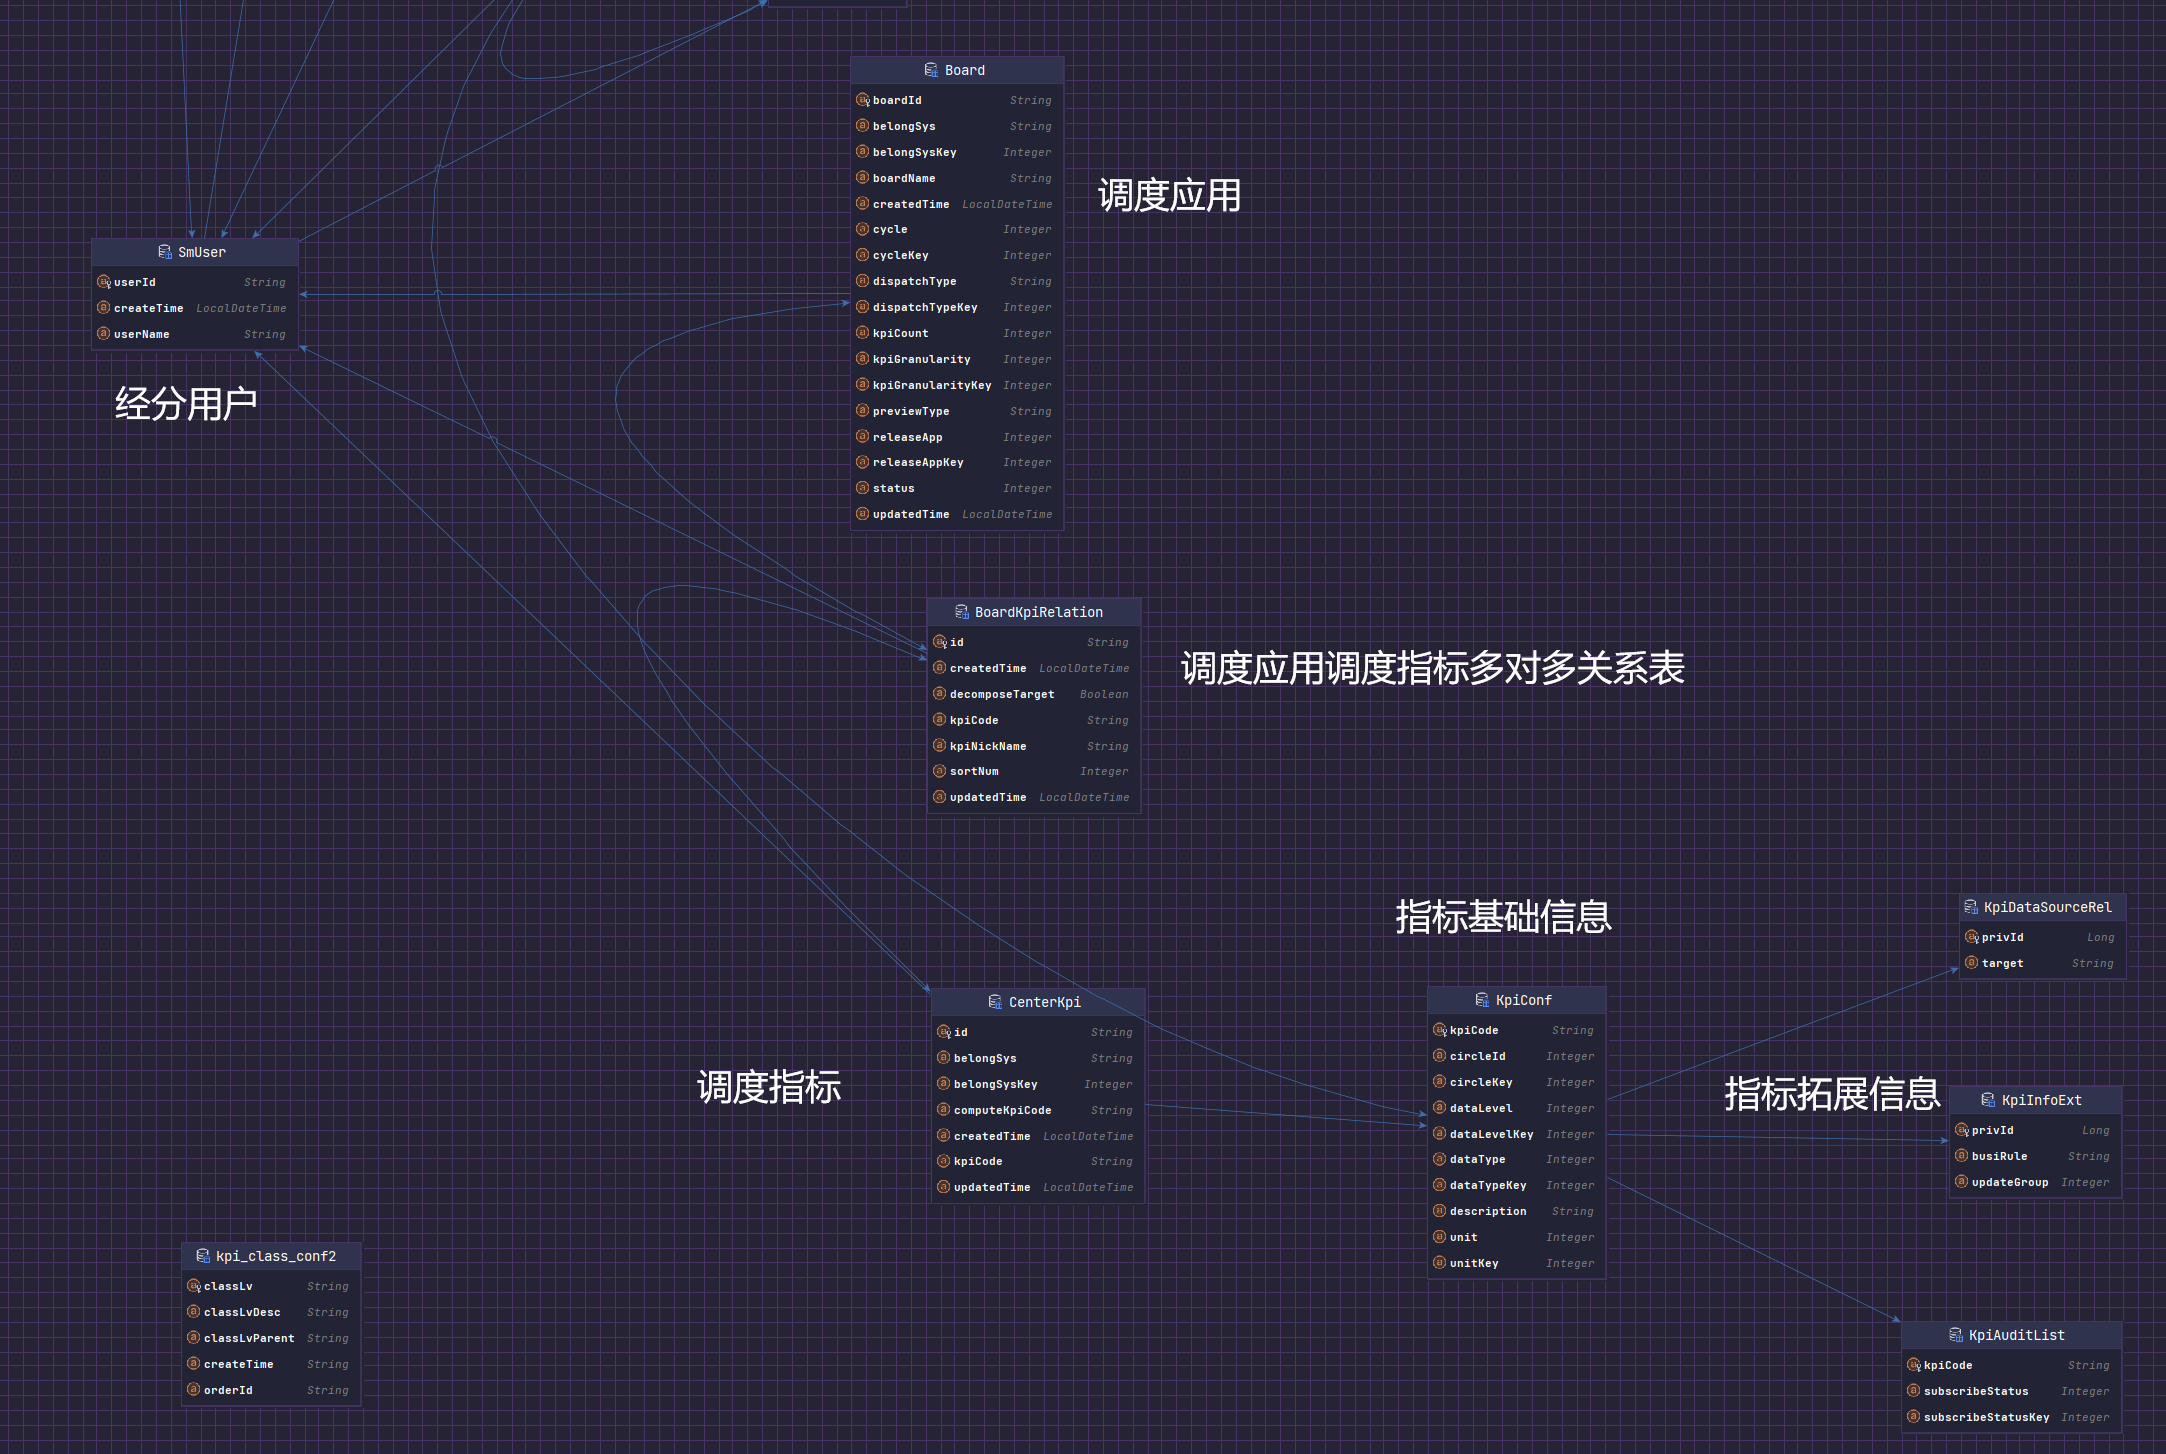 Board
boardId String
belongSys String
belongSysKey Integer
boardName String
createdTime LocalDateTime
cycle Integer
cycleKey Integer
dispatchType String
dispatchTypeKey Integer
kpiCount Integer
kpiGranularity Integer
kpiGranularityKey Integer
previewType String
releaseApp Integer
releaseAppKey Integer
status Integer
updatedTime LocalDateTime
调度应用
SmUser
userId String
createTime LocalDateTime
userName String
经分用户
BoardKpiRelation
id String
createdTime LocalDateTime
decomposeTarget Boolean
kpiCode String
kpiNickName String
sortNum Integer
updatedTime LocalDateTime
调度应用调度指标多对多关系表
指标基础信息
KpiDataSourceRel
privId Long
target String
CenterKpi
id String
belongSys String
belongSysKey Integer
computeKpiCode String
createdTime LocalDateTime
kpiCode String
updatedTime LocalDateTime
调度指标
KpiConf
kpiCode String
circleId Integer
circleKey Integer
dataLevel Integer
dataLevelKey Integer
dataType Integer
dataTypeKey Integer
description String
unit Integer
unitKey Integer
指标拓展信息
KpiInfoExt
privId Long
busiRule String
updateGroup Integer
kpi_class_conf2
classLv String
classLvDesc String
classLvParent String
createTime String
orderId String
KpiAuditList
kpiCode String
subscribeStatus Integer
subscribeStatusKey Integer